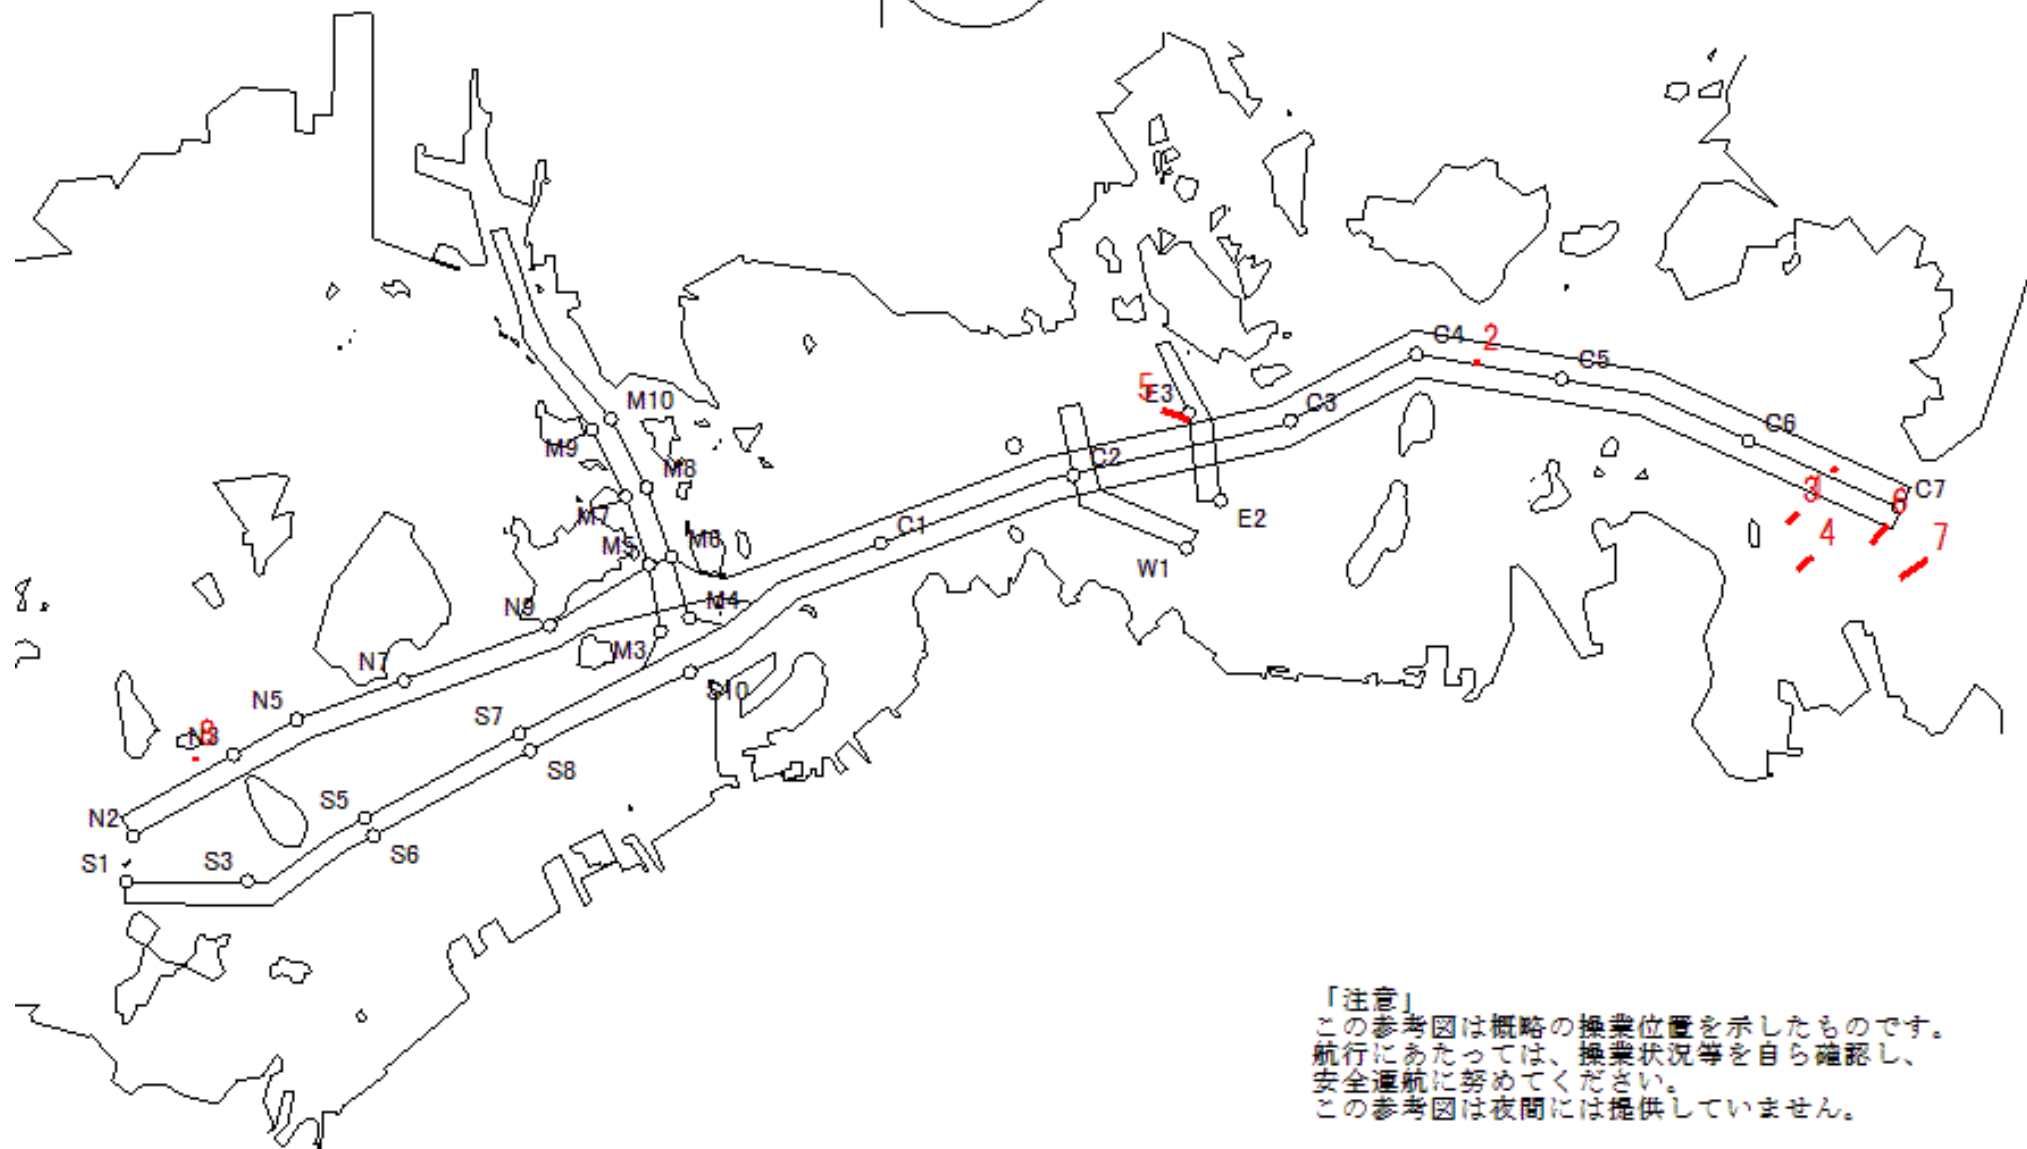 C4
2
C5
M10
5
E3
C3
C6
M9
M8
C2
3
6
C7
M7
C1
E2
4
7
M5
M6
W1
N9
M4
M3
N7
S10
N5
S7
N3
8
S8
S5
N2
S6
S1
S3
「注意」
この参考図は概略の操業位置を示したものです。
航行にあたっては、操業状況等を自ら確認し、
安全運航に努めてください。
この参考図は夜間には提供していません。